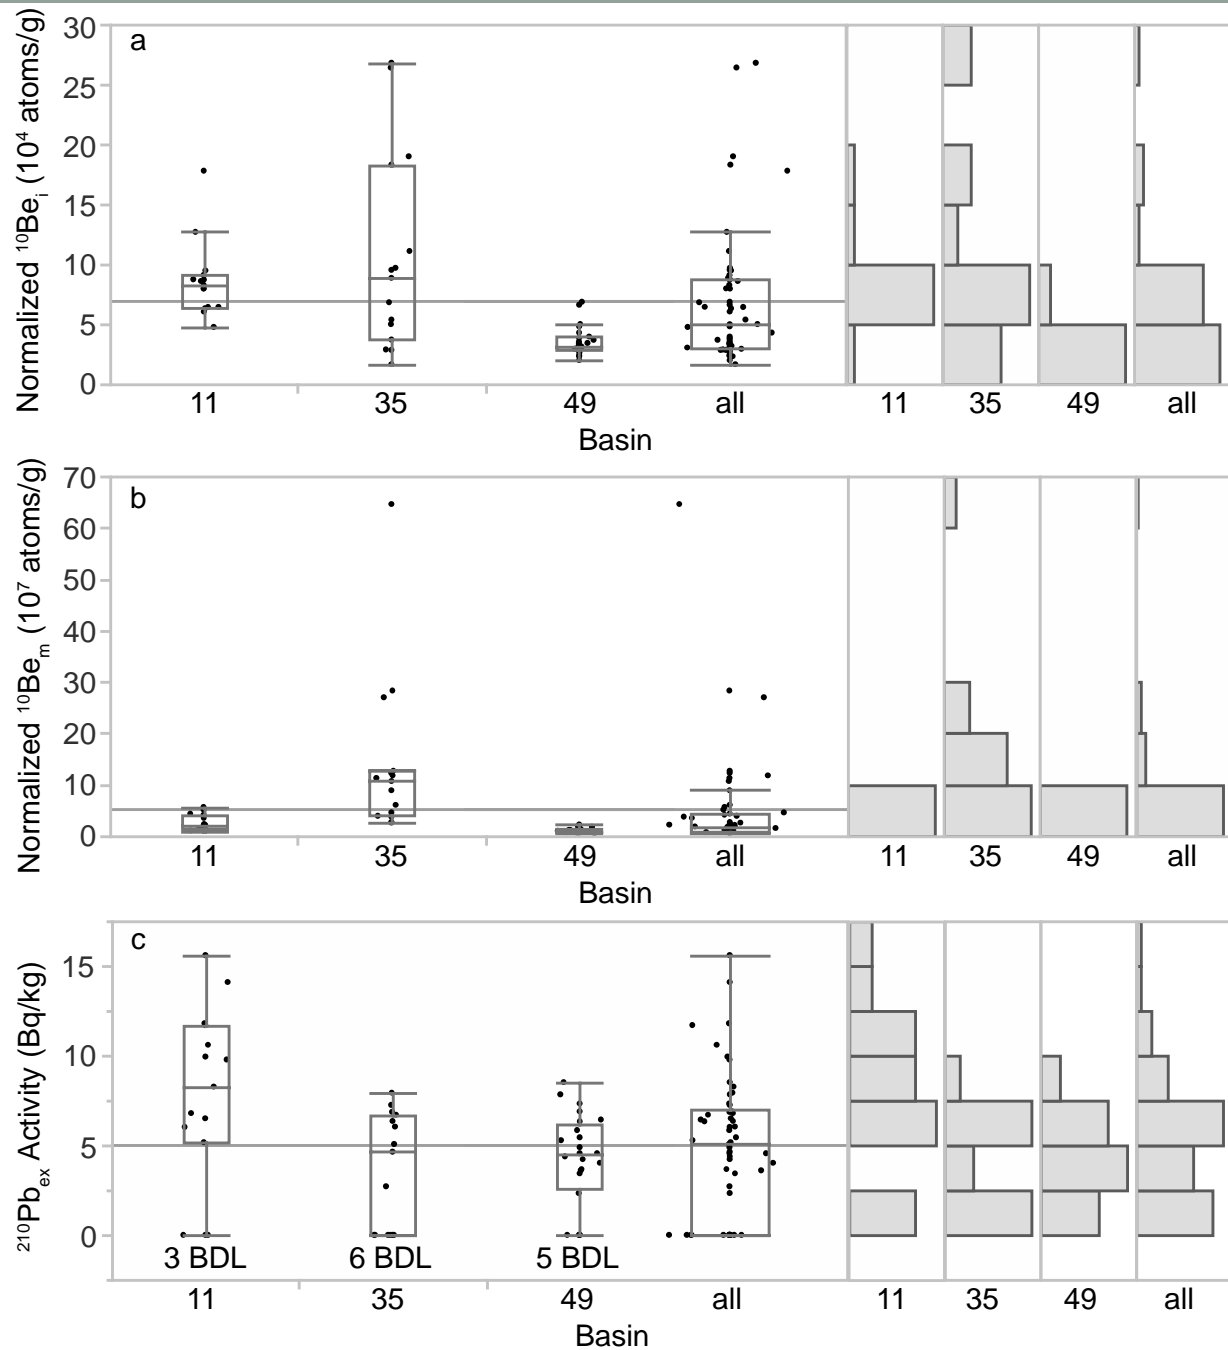 a
Normalized ¹⁰Beᵢ (10⁴ atoms/g)
30
25
20
15
10
5
0
11 35 49 all 11 35 49 all
Basin
b
Normalized ¹⁰Beₘ (10⁷ atoms/g)
70
60
50
40
30
20
10
0
11 35 49 all 11 35 49 all
Basin
c
²¹⁰Pbₑₓ Activity (Bq/kg)
15
10
5
0
3 BDL 6 BDL 5 BDL
11 35 49 all 11 35 49 all
Basin